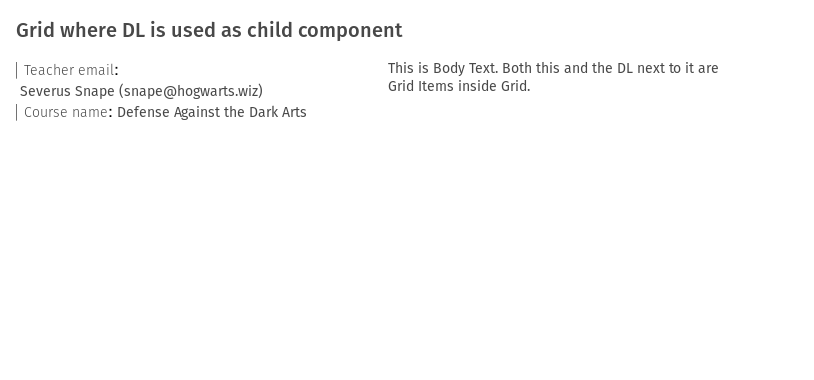 Grid where DL is used as child component
Teacher email:
Severus Snape (snape@hogwarts.wiz)
Course name: Defense Against the Dark Arts
This is Body Text. Both this and the DL next to it are
Grid Items inside Grid.